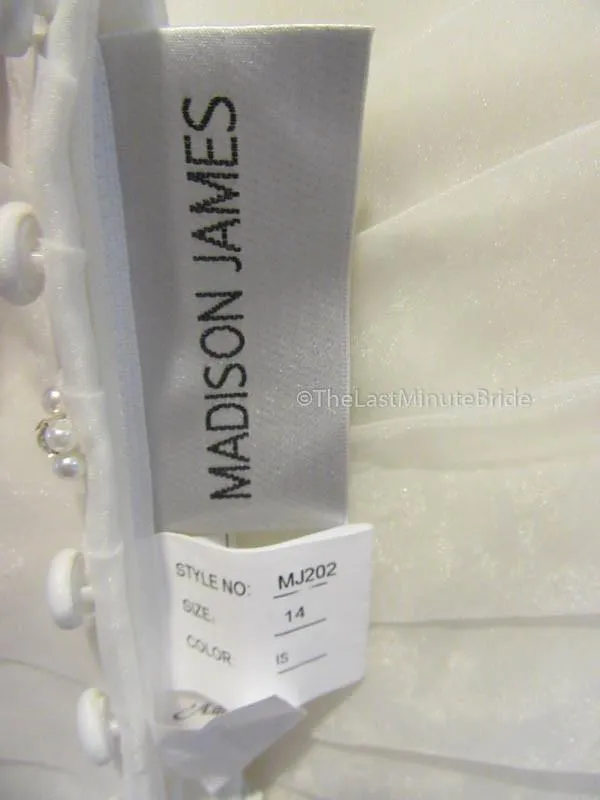 MADISON JAMES
©TheLastMinuteBride
STYLE NO: MJ202
SIZE: 14
COLOR IS